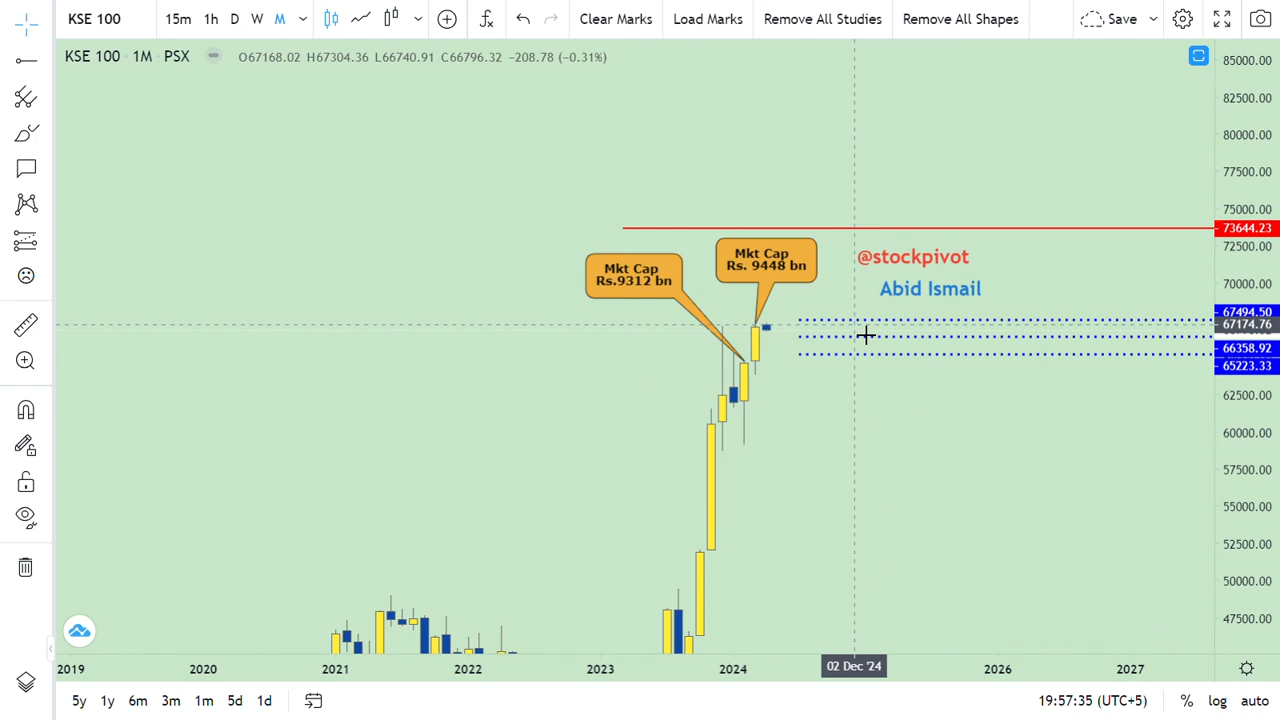 KSE 100 15m 1h D W M Clear Marks Load Marks Remove All Studies Remove All Shapes Save
KSE 100 1M PSX O67168.02 H67304.36 L66740.91 C66796.32 −208.78 (−0.31%)
85000.00
82500.00
80000.00
77500.00
75000.00
73644.23
72500.00
70000.00
Mkt Cap
Rs. 9448 bn
Mkt Cap
Rs.9312 bn
@stockpivot
Abid Ismail
67494.50
67174.76
66358.92
65223.33
62500.00
60000.00
57500.00
55000.00
52500.00
50000.00
47500.00
2019 2020 2021 2022 2023 2024 02 Dec '24 2026 2027
5y 1y 6m 3m 1m 5d 1d 19:57:35 (UTC+5) % log auto